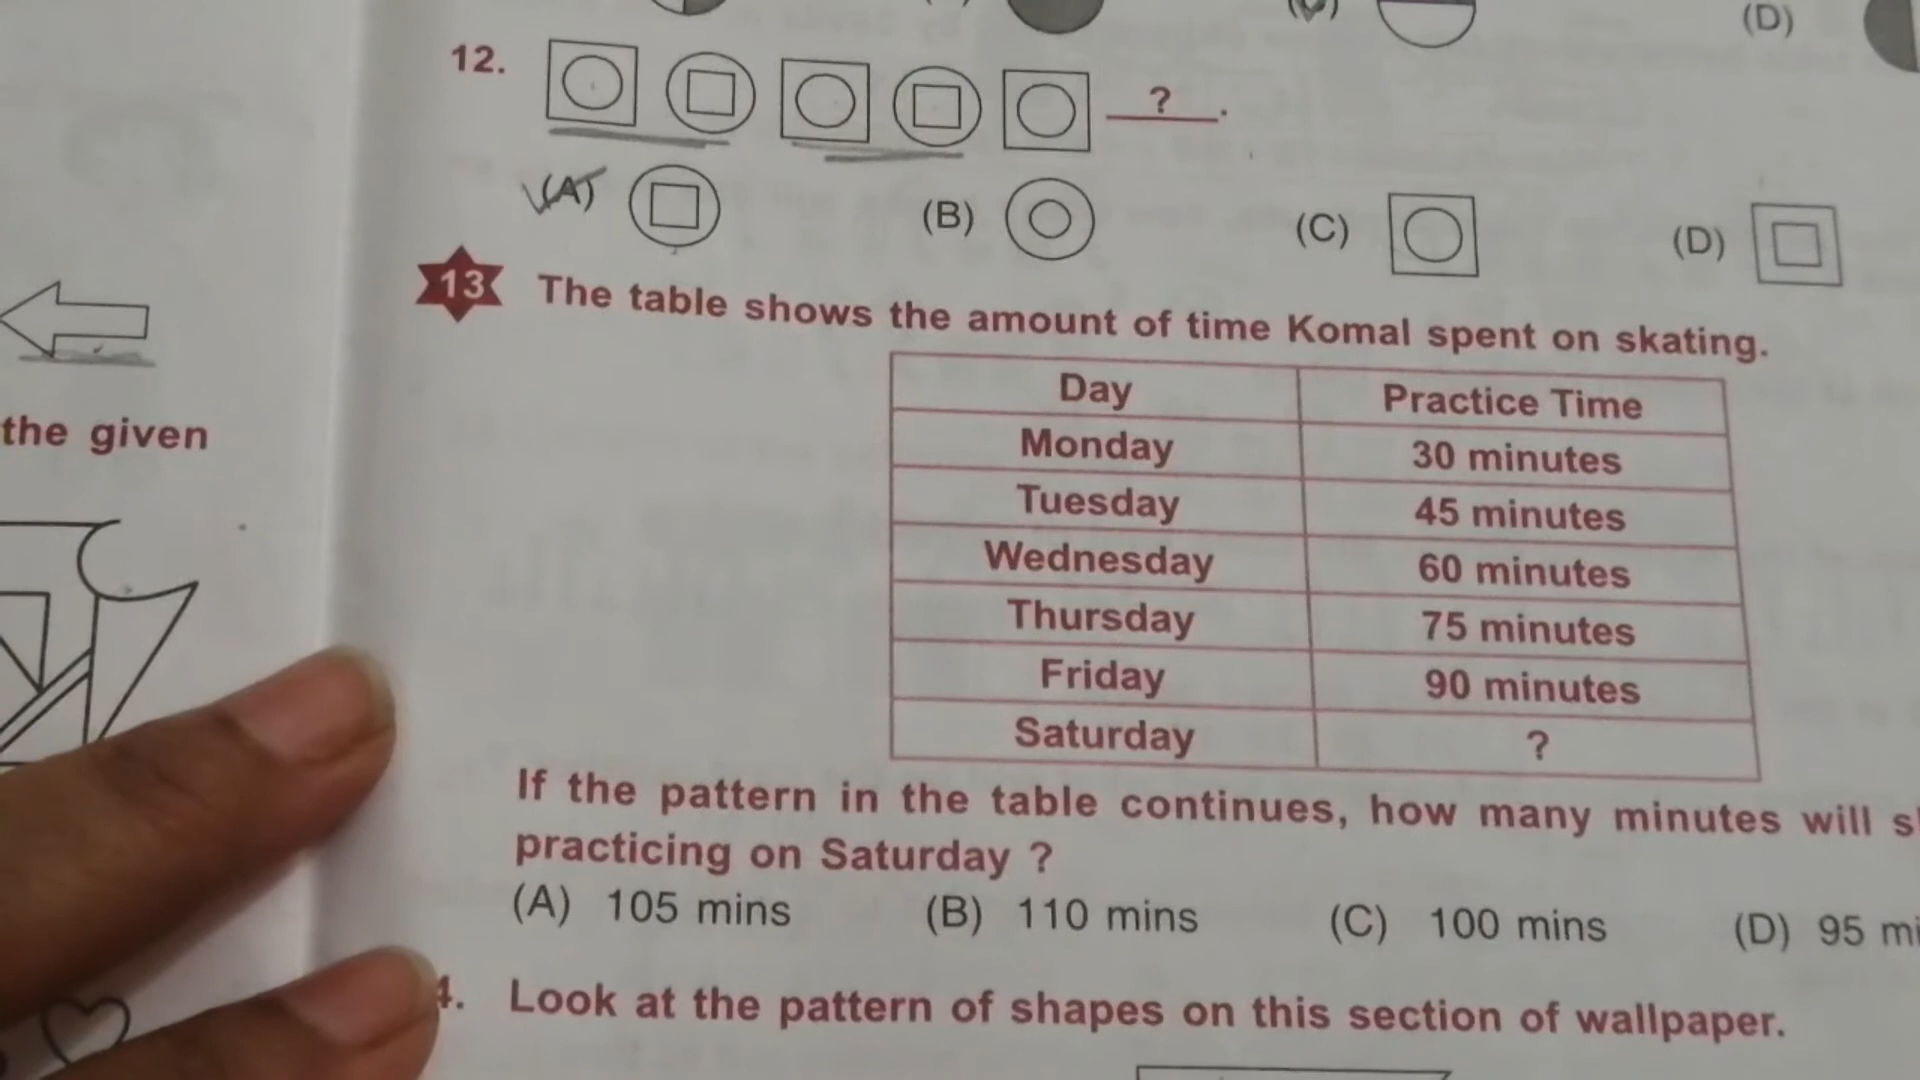 (D)
12.
?.
(A) (B) (C) (D)
13 The table shows the amount of time Komal spent on skating.
Day Practice Time
Monday 30 minutes
Tuesday 45 minutes
Wednesday 60 minutes
Thursday 75 minutes
Friday 90 minutes
Saturday ?
the given
If the pattern in the table continues, how many minutes will
practicing on Saturday ?
(A) 105 mins (B) 110 mins (C) 100 mins (D) 95
4. Look at the pattern of shapes on this section of wallpaper.